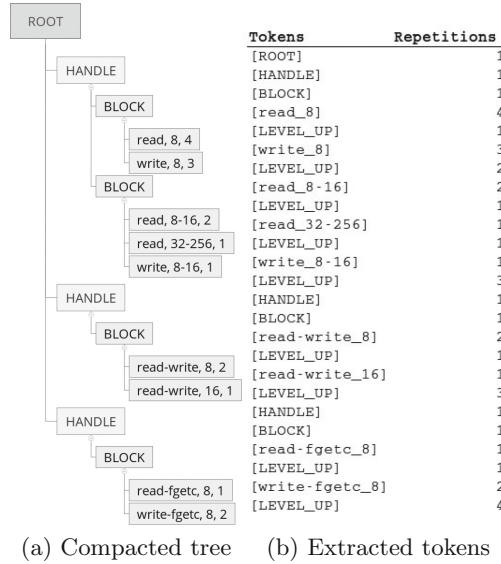 ROOT
HANDLE
BLOCK
read, 8, 4
write, 8, 3
BLOCK
read, 8-16, 2
read, 32-256, 1
write, 8-16, 1
HANDLE
BLOCK
read-write, 8, 2
read-write, 16, 1
HANDLE
BLOCK
read-fgetc, 8, 1
write-fgetc, 8, 2
(a) Compacted tree
Tokens Repetitions
[ROOT] 1
[HANDLE] 1
[BLOCK] 1
[read_8] 4
[LEVEL_UP] 1
[write_8] 3
[LEVEL_UP] 2
[read_8-16] 2
[LEVEL_UP] 1
[read_32-256] 1
[LEVEL_UP] 1
[write_8-16] 1
[LEVEL_UP] 3
[HANDLE] 1
[BLOCK] 1
[read-write_8] 2
[LEVEL_UP] 1
[read-write_16] 1
[LEVEL_UP] 3
[HANDLE] 1
[BLOCK] 1
[read-fgetc_8] 1
[LEVEL_UP] 1
[write-fgetc_8] 2
[LEVEL_UP] 4
(b) Extracted tokens